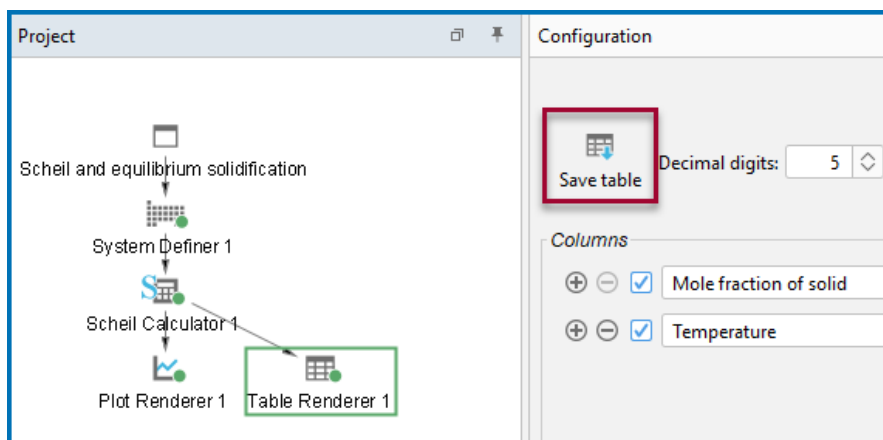 Project
Scheil and equilibrium solidification
System Definer 1
Scheil Calculator 1
Plot Renderer 1
Table Renderer 1
Configuration
Save table
Decimal digits:
5
Columns
Mole fraction of solid
Temperature